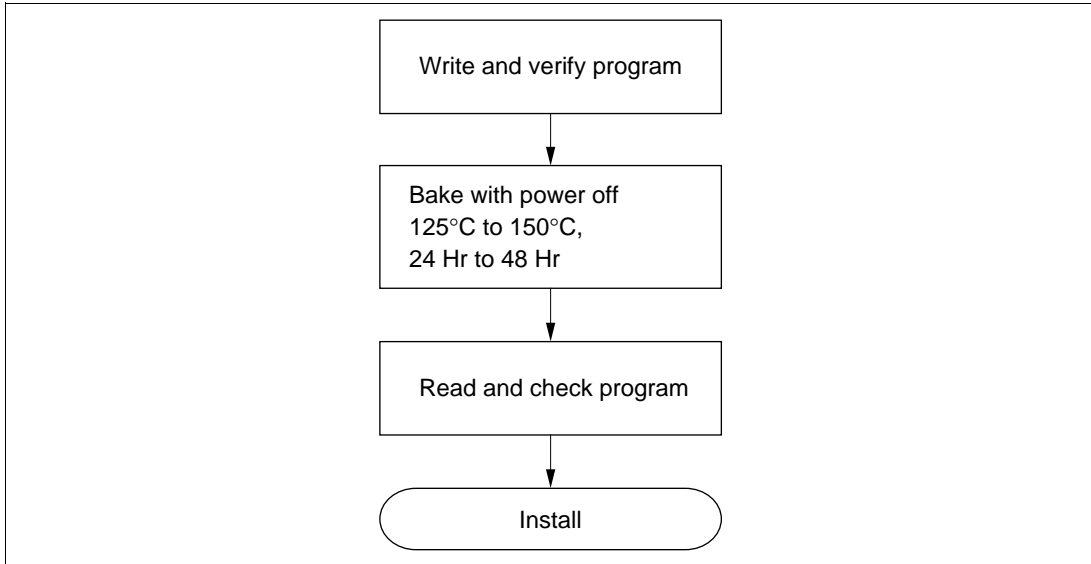 Write and verify program
Bake with power off
125°C to 150°C,
24 Hr to 48 Hr
Read and check program
Install